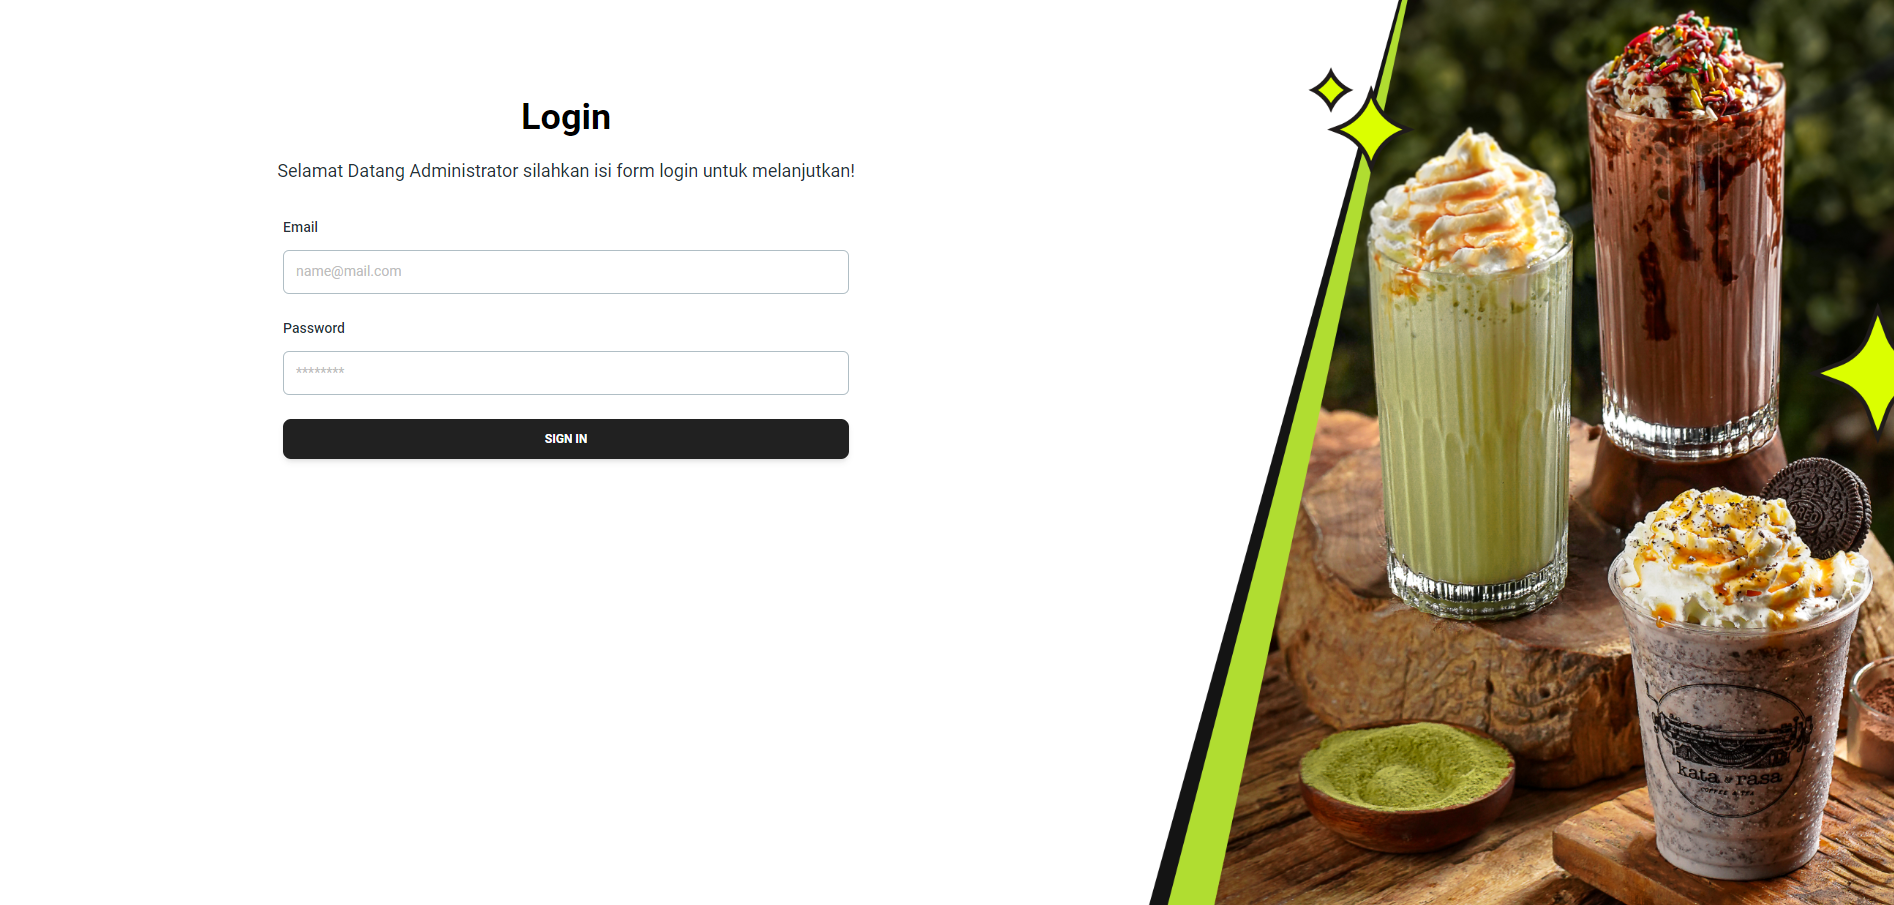 Login
Selamat Datang Administrator silahkan isi form login untuk melanjutkan!
Email
name@mail.com
Password
********
SIGN IN
OREO
kata & rasa
COFFEE & TEA